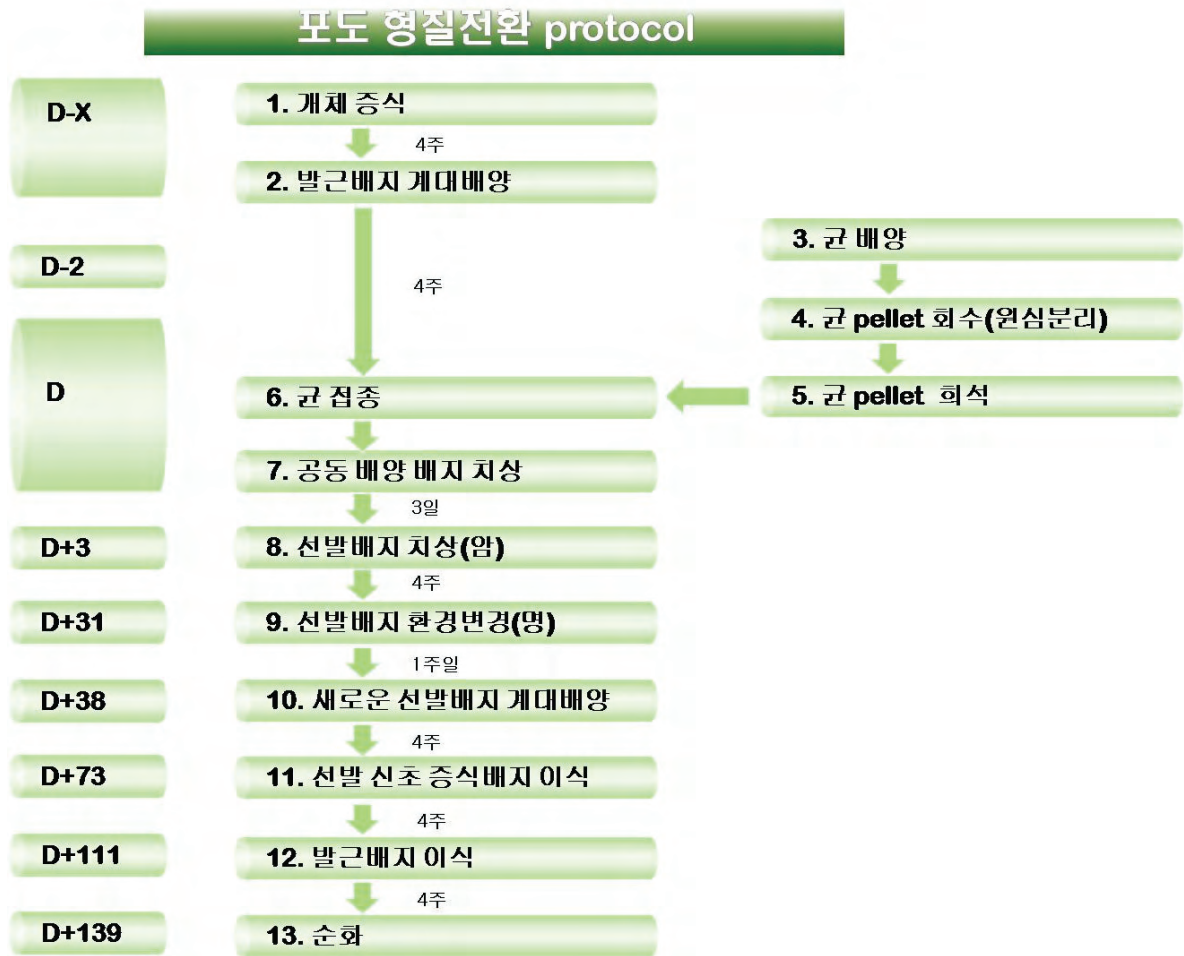 포도 형질전환 protocol
D-X
1. 개체 증식
4주
2. 발근배지 계대배양
3. 균 배양
D-2
4주
4. 균 pellet 회수(원심분리)
D
6. 균 접종
5. 균 pellet 희석
7. 공동 배양 배지 치상
3일
D+3
8. 선발배지 치상(암)
4주
D+31
9. 선발배지 환경변경(명)
1주일
D+38
10. 새로운 선발배지 계대배양
4주
D+73
11. 선발 신초 증식배지 이식
4주
D+111
12. 발근배지 이식
4주
D+139
13. 순화